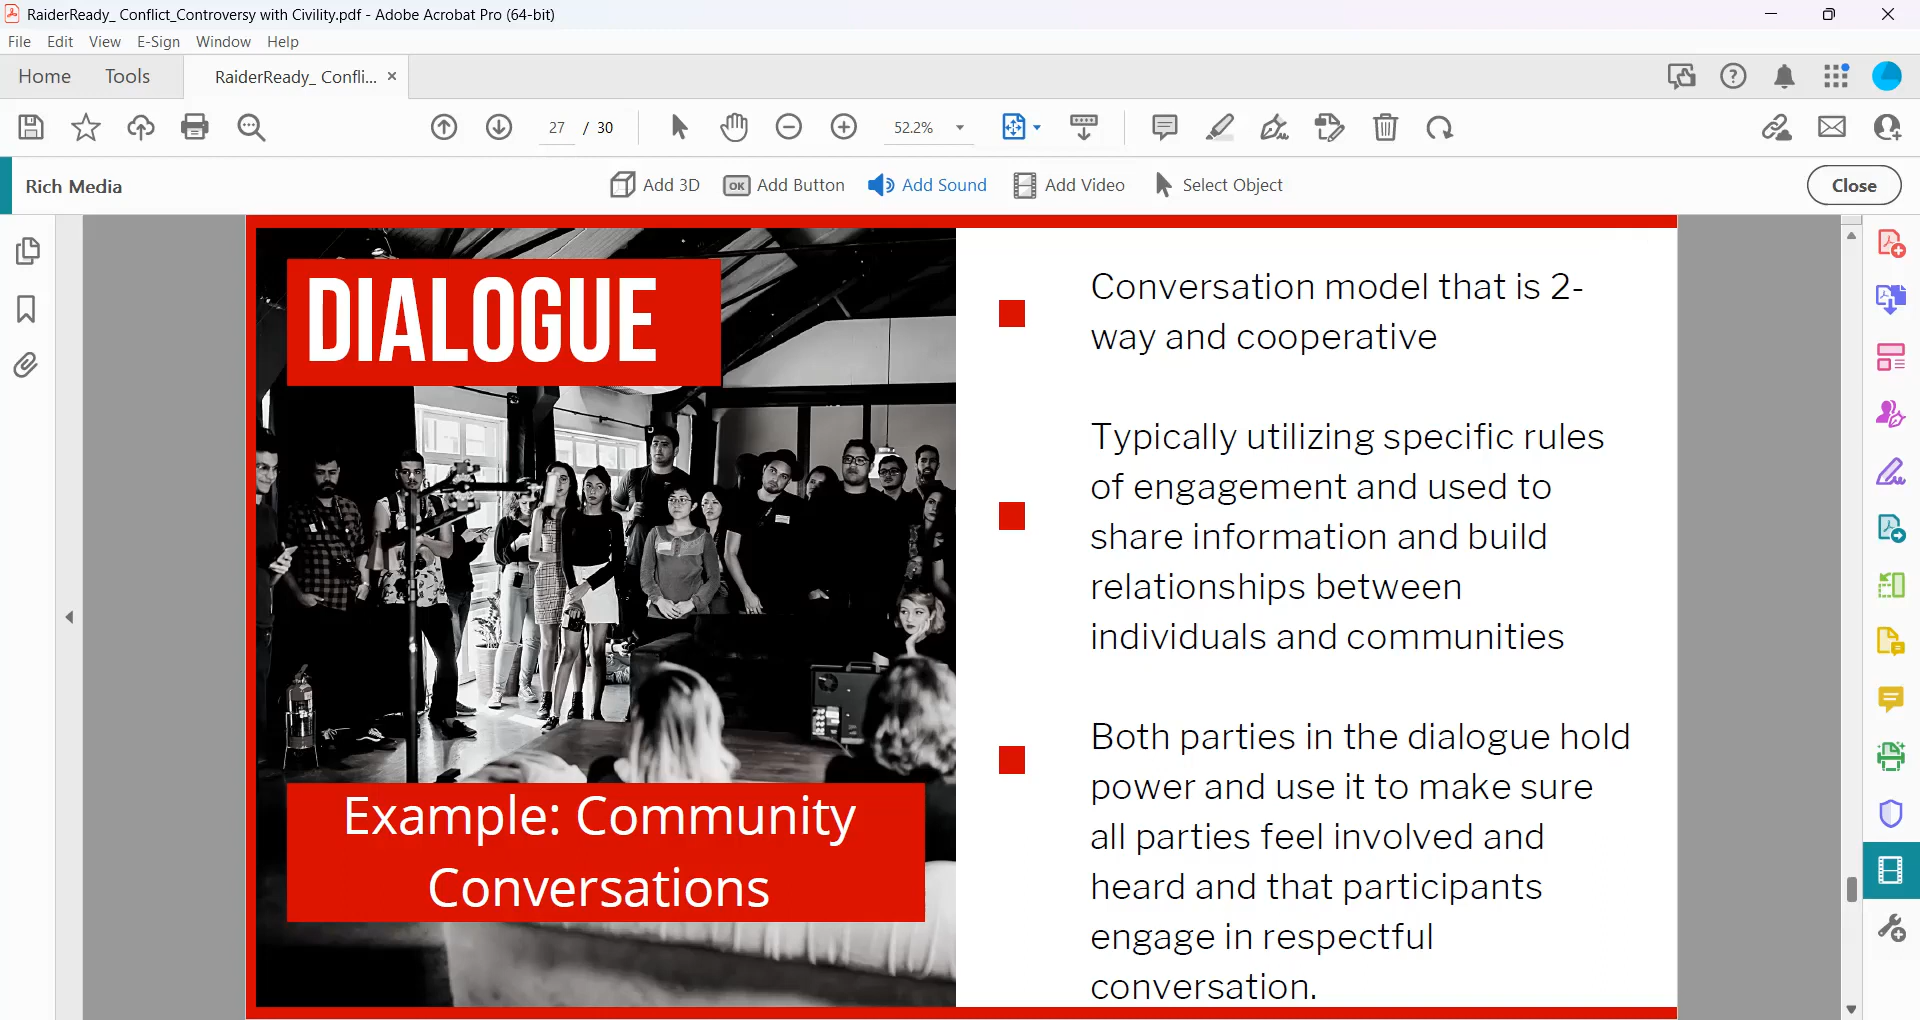 RaiderReady_ Conflict_Controversy with Civility.pdf - Adobe Acrobat Pro (64-bit)
File Edit View E-Sign Window Help
Home Tools RaiderReady_ Confli... ×
27 / 30 52.2%
Rich Media OK Add 3D Add Button Add Sound Add Video Select Object Close
DIALOGUE
Example: Community
Conversations
Conversation model that is 2-
way and cooperative
Typically utilizing specific rules
of engagement and used to
share information and build
relationships between
individuals and communities
Both parties in the dialogue hold
power and use it to make sure
all parties feel involved and
heard and that participants
engage in respectful
conversation.